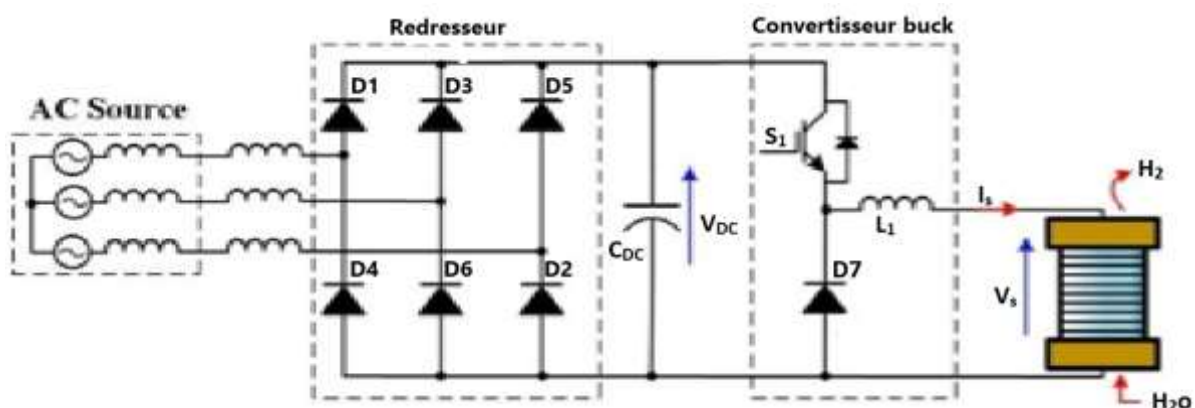 Redresseur
Convertisseur buck
AC Source
D1
D3
D5
S1
H2
Is
L1
VDC
CDC
D4
D6
D2
D7
Vs
H2O